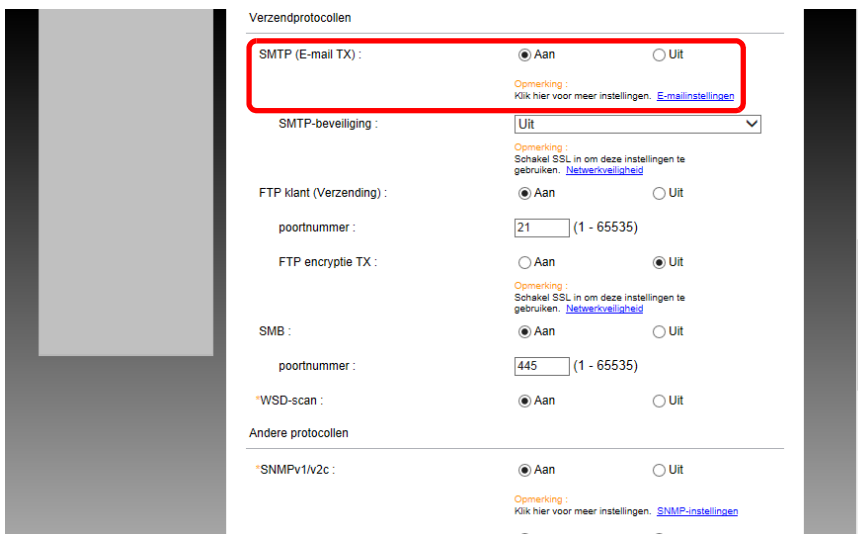 Verzendprotocollen
SMTP (E-mail TX) : Aan Uit
Opmerking :
Klik hier voor meer instellingen. E-mailinstellingen
SMTP-beveiliging : Uit
Opmerking :
Schakel SSL in om deze instellingen te
gebruiken. Netwerkveiligheid
FTP klant (Verzending) : Aan Uit
poortnummer : 21 (1 - 65535)
FTP encryptie TX : Aan Uit
Opmerking :
Schakel SSL in om deze instellingen te
gebruiken. Netwerkveiligheid
SMB : Aan Uit
poortnummer : 445 (1 - 65535)
*WSD-scan : Aan Uit
Andere protocollen
*SNMPv1/v2c : Aan Uit
Opmerking :
Klik hier voor meer instellingen. SNMP-instellingen